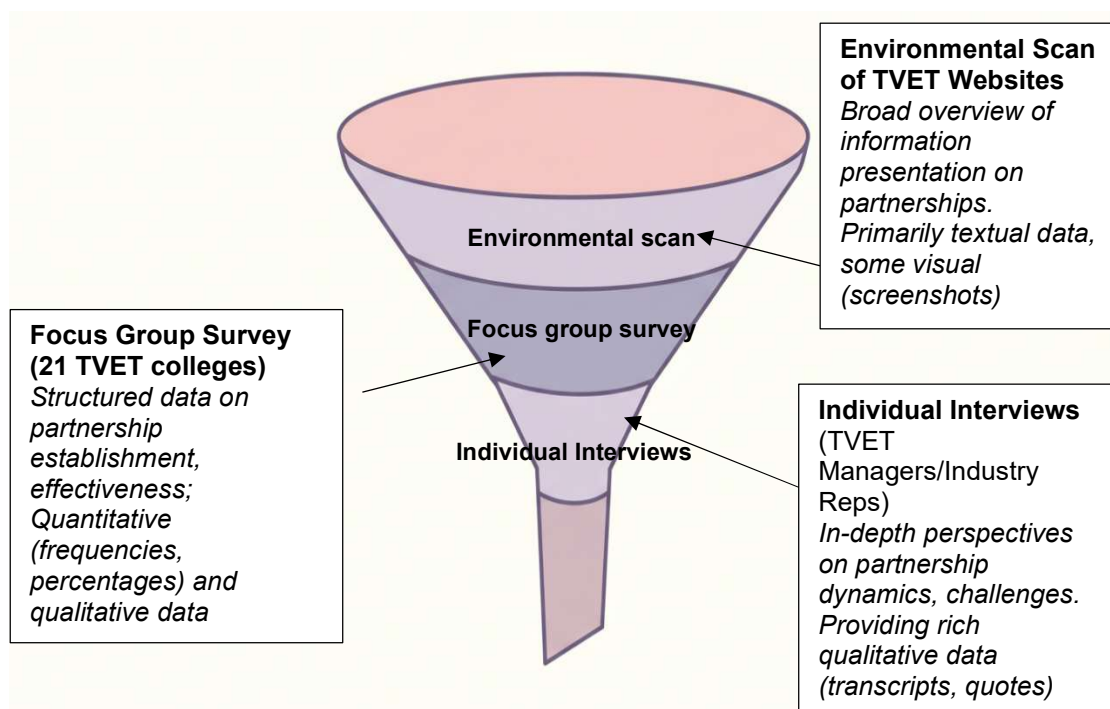 Environmental Scan
of TVET Websites
Broad overview of
information
presentation on
partnerships.
Primarily textual data,
some visual
(screenshots)
Environmental scan
Focus group survey
Individual Interviews
Focus Group Survey
(21 TVET colleges)
Structured data on
partnership
establishment,
effectiveness;
Quantitative
(frequencies,
percentages) and
qualitative data
Individual Interviews
(TVET
Managers/Industry
Reps)
In-depth perspectives
on partnership
dynamics, challenges.
Providing rich
qualitative data
(transcripts, quotes)